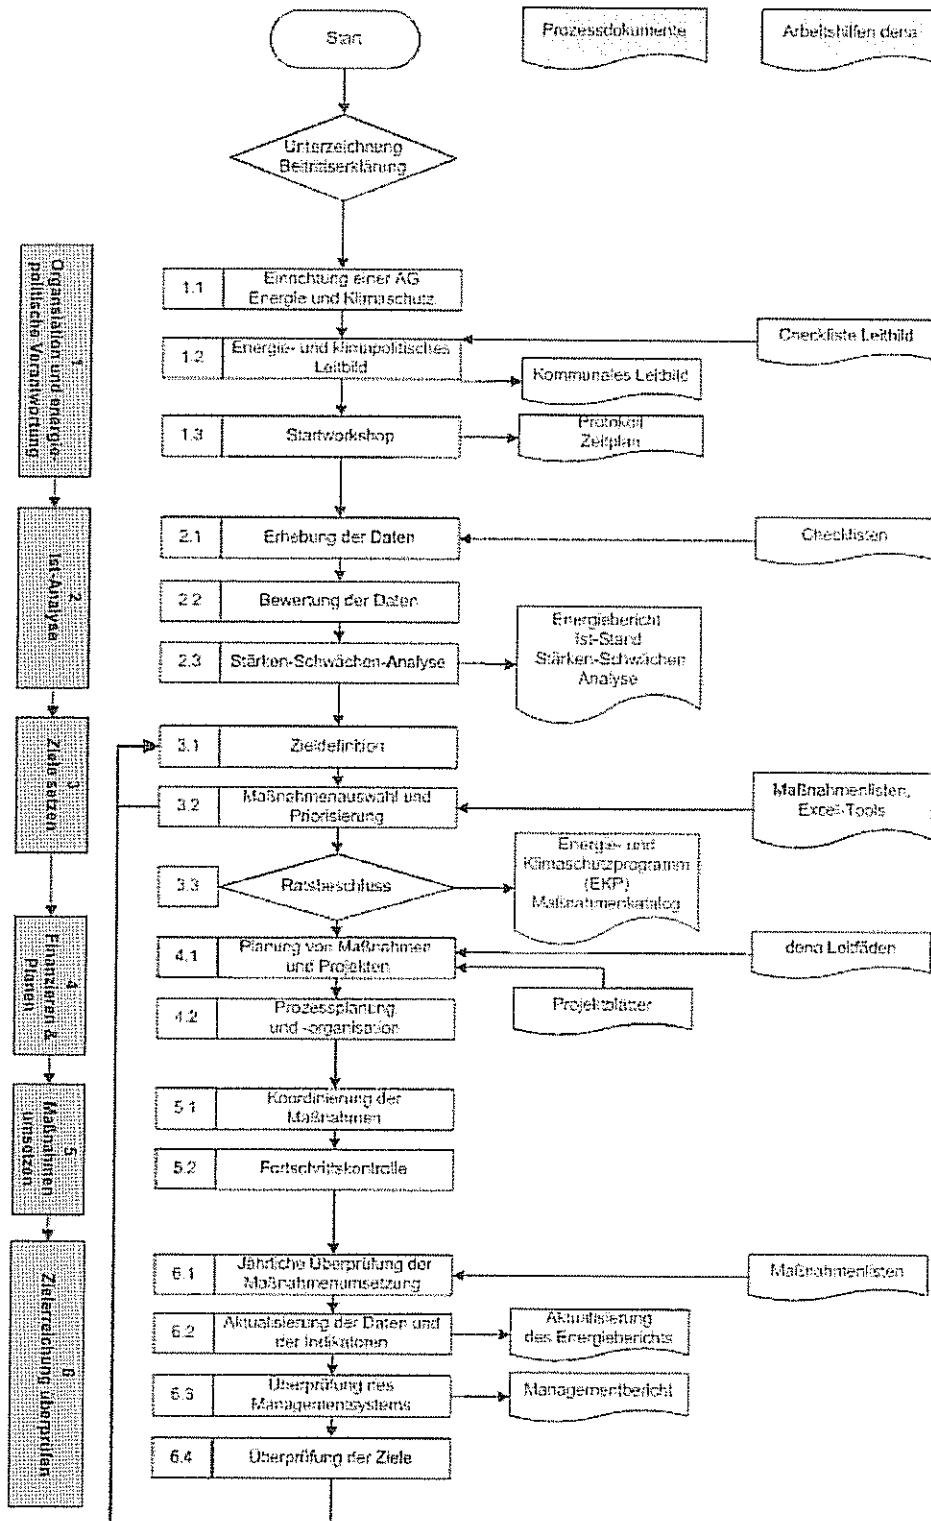 Start
Prozessdokumente
Arbeitshilfen dena
Unterzeichnung
Beitrittserklärung
1
Organisation und energie-
politische Verantwortung
1.1
Einrichtung einer AG
Energie und Klimaschutz
1.2
Energie- und klimapolitisches
Leitbild
Checkliste Leitbild
Kommunales Leitbild
1.3
Startworkshop
Protokoll
Zeitplan
2
Ist-Analyse
2.1
Erhebung der Daten
Checklisten
2.2
Bewertung der Daten
2.3
Stärken-Schwächen-Analyse
Energiebericht
Ist-Stand
Stärken-Schwächen
Analyse
3
Ziele setzen
3.1
Zieldefinition
3.2
Maßnahmenauswahl und
Priorisierung
Maßnahmenlisten,
Excel-Tools
3.3
Ratsbeschluss
Energie- und
Klimaschutzprogramm
(EKP)
Maßnahmenkatalog
4
Finanzieren &
Planen
4.1
Planung von Maßnahmen
und Projekten
dena Leitfäden
Projektblätter
4.2
Prozessplanung
und -organisation
5
Maßnahmen
umsetzen
5.1
Koordinierung der
Maßnahmen
5.2
Fortschrittskontrolle
6
Zielerreichung überprüfen
6.1
Jährliche Überprüfung der
Maßnahmenumsetzung
Maßnahmenlisten
6.2
Aktualisierung der Daten und
der Indikatoren
Aktualisierung
des Energieberichts
6.3
Überprüfung des
Managementsystems
Managementbericht
6.4
Überprüfung der Ziele